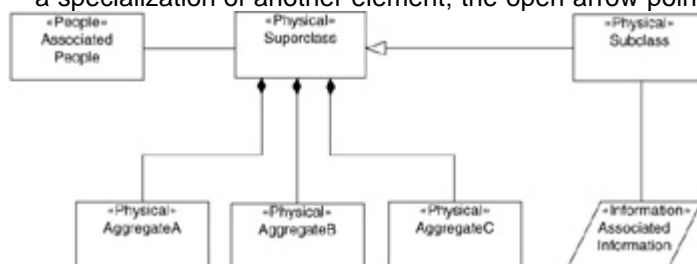 a specialization of another element, the open arrow poin
«People»
Associated
People
«Physical»
Superclass
«Physical»
Subclass
«Physical»
AggregateA
«Physical»
AggregateB
«Physical»
AggregateC
«Information»
Associated
Information